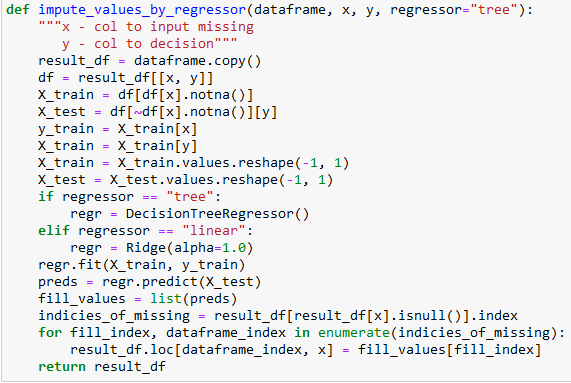 def impute_values_by_regressor(dataframe, x, y, regressor="tree"):
    """x - col to input missing
       y - col to decision"""
    result_df = dataframe.copy()
    df = result_df[[x, y]]
    X_train = df[df[x].notna()]
    X_test = df[~df[x].notna()][y]
    y_train = X_train[x]
    X_train = X_train[y]
    X_train = X_train.values.reshape(-1, 1)
    X_test = X_test.values.reshape(-1, 1)
    if regressor == "tree":
        regr = DecisionTreeRegressor()
    elif regressor == "linear":
        regr = Ridge(alpha=1.0)
    regr.fit(X_train, y_train)
    preds = regr.predict(X_test)
    fill_values = list(preds)
    indicies_of_missing = result_df[result_df[x].isnull()].index
    for fill_index, dataframe_index in enumerate(indicies_of_missing):
        result_df.loc[dataframe_index, x] = fill_values[fill_index]
    return result_df